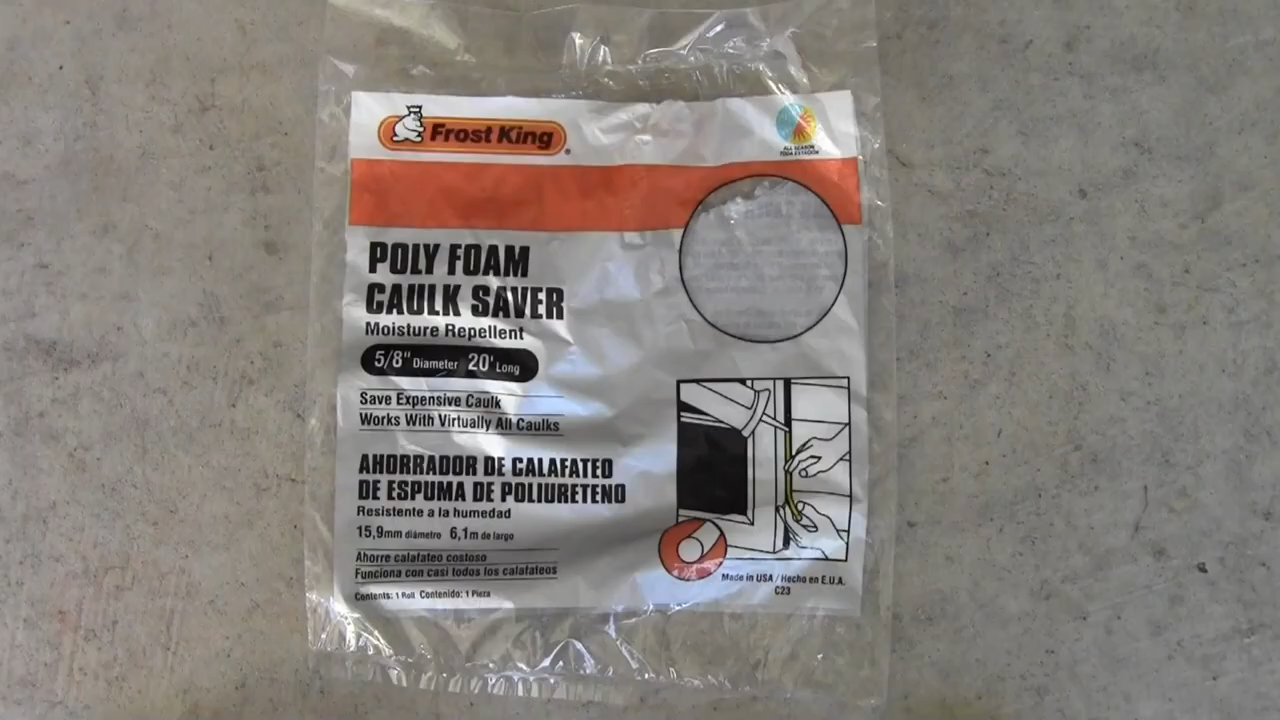 Frost King
ALL SEASON
TODA ESTACIÓN
POLY FOAM
CAULK SAVER
Moisture Repellent
5/8" Diameter 20' Long
Save Expensive Caulk
Works With Virtually All Caulks
AHORRADOR DE CALAFATEO
DE ESPUMA DE POLIURETENO
Resistente a la humedad
15,9mm diámetro 6,1m de largo
Ahorre calafateo costoso
Funciona con casi todos los calafateos
Contents: 1 Roll Contenido: 1 Pieza
Made in USA / Hecho en E.U.A.
C23